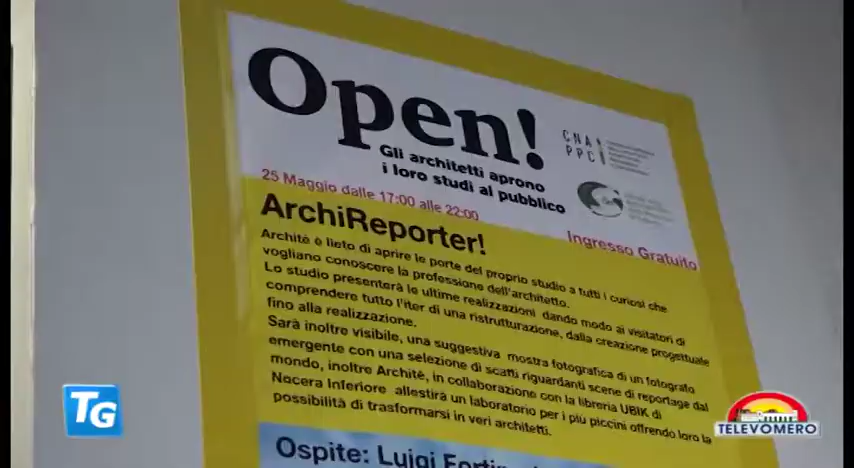 Open!
Gli architetti aprono
i loro studi al pubblico
CNA
PPC
25 Maggio dalle 17:00 alle 22:00
Ingresso Gratuito
ArchiReporter!
Architè è lieto di aprire le porte del proprio studio a tutti i curiosi che
vogliano conoscere la professione dell'architetto.
Lo studio presenterà le ultime realizzazioni dando modo ai visitatori di
comprendere tutto l'iter di una ristrutturazione, dalla creazione progettuale
fino alla realizzazione.
Sarà inoltre visibile, una suggestiva mostra fotografica di un fotografo
emergente con una selezione di scatti riguardanti scene di reportage dal
mondo, inoltre Architè, in collaborazione con la libreria UBIK di
Nocera Inferiore allestirà un laboratorio per i più piccini offrendo loro la
possibilità di trasformarsi in veri architetti.
Ospite: Luigi
TG
TELEVOMERO